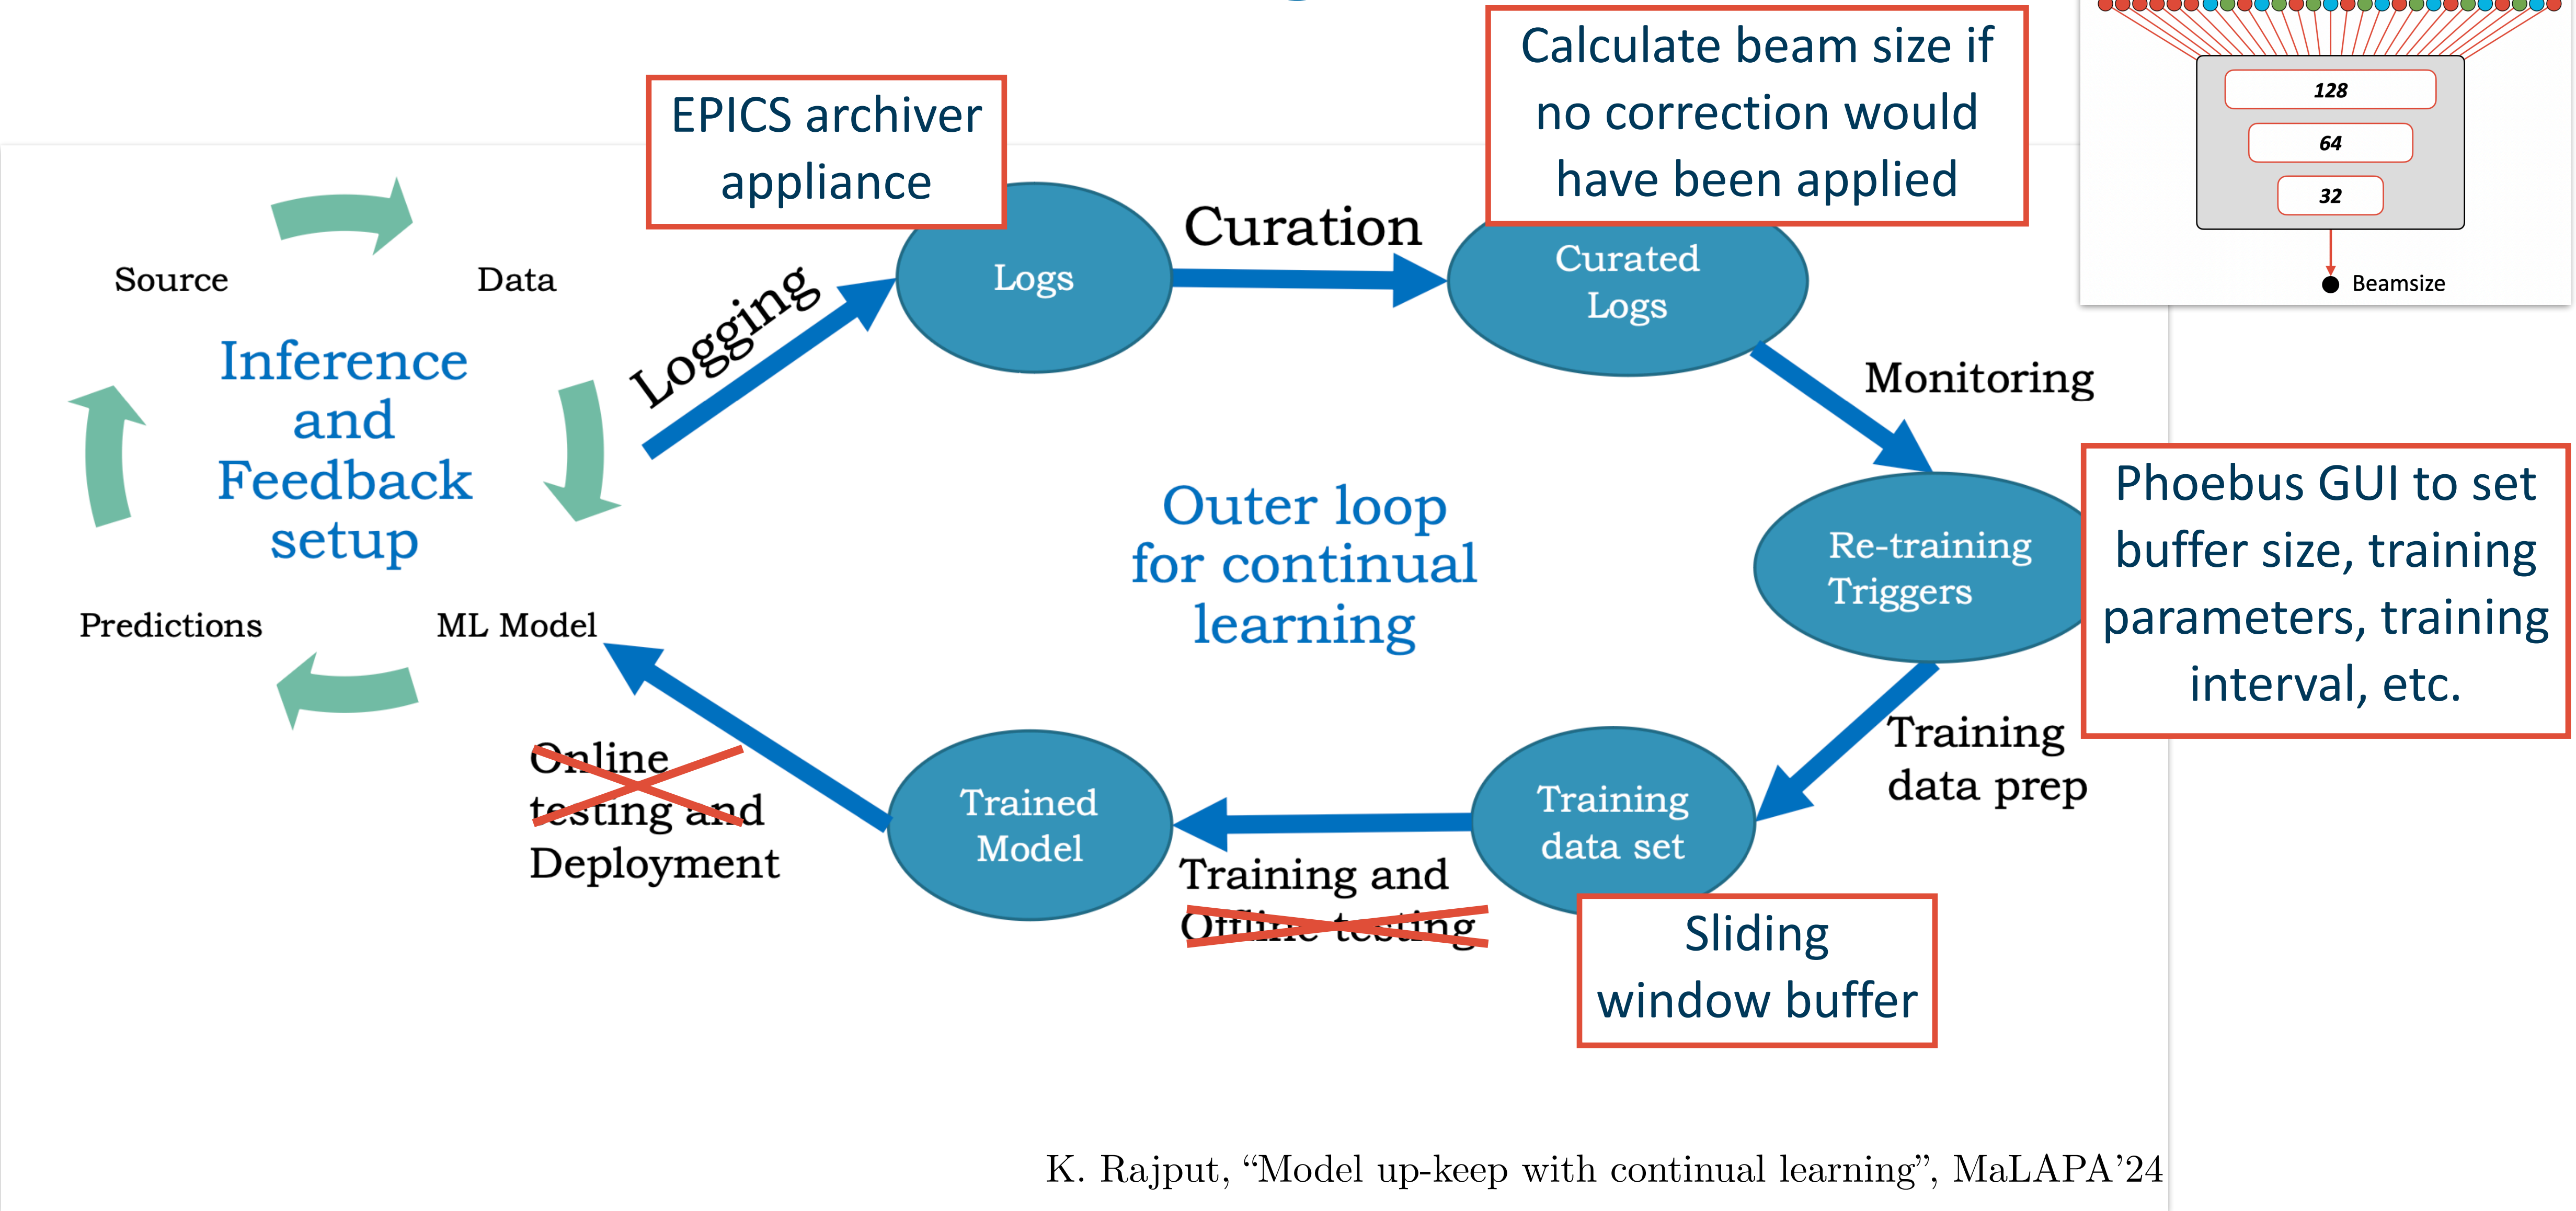 EPICS archiver
appliance
Calculate beam size if
no correction would
have been applied
128
64
32
Beamsize
Source
Data
Inference
and
Feedback
setup
Predictions
ML Model
Logging
Logs
Curation
Curated
Logs
Monitoring
Re-training
Triggers
Phoebus GUI to set
buffer size, training
parameters, training
interval, etc.
Outer loop
for continual
learning
Training
data prep
Training
data set
Sliding
window buffer
Training and
Offline testing
Trained
Model
Online
testing and
Deployment
K. Rajput, “Model up-keep with continual learning”, MaLAPA’24